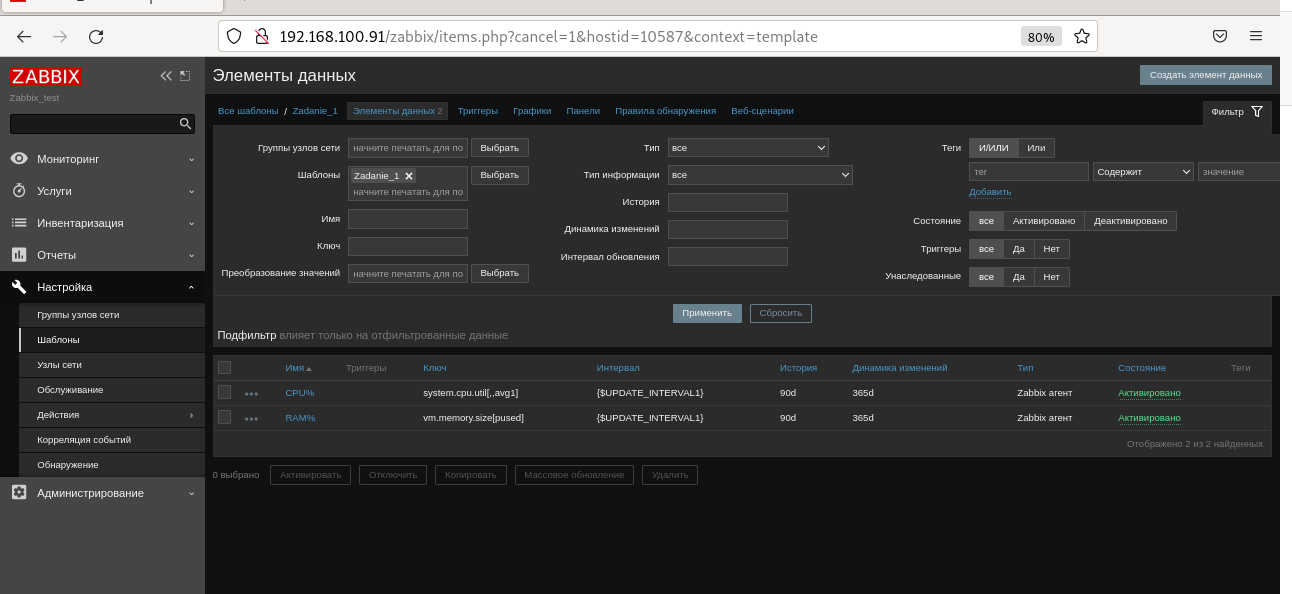 192.168.100.91/zabbix/items.php?cancel=1&hostid=10587&context=template 80%
ZABBIX
Zabbix_test
Мониторинг
Услуги
Инвентаризация
Отчеты
Настройка
Группы узлов сети
Шаблоны
Узлы сети
Обслуживание
Действия
Корреляция событий
Обнаружение
Администрирование
Элементы данных Создать элемент данных
Все шаблоны / Zadanie_1 Элементы данных 2 Триггеры Графики Панели Правила обнаружения Веб-сценарии Фильтр
Группы узлов сети начните печатать для по Выбрать Тип все Теги И/ИЛИ Или
Шаблоны Zadanie_1 Выбрать Тип информации все тег Содержит значение
начните печатать для по Добавить
История
Имя Состояние все Активировано Деактивировано
Динамика изменений
Ключ Триггеры все Да Нет
Интервал обновления
Преобразование значений начните печатать для по Выбрать Унаследованные все Да Нет
Применить Сбросить
Подфильтр влияет только на отфильтрованные данные
Имя Триггеры Ключ Интервал История Динамика изменений Тип Состояние Теги
CPU% system.cpu.util[,,avg1] {$UPDATE_INTERVAL1} 90d 365d Zabbix агент Активировано
RAM% vm.memory.size[pused] {$UPDATE_INTERVAL1} 90d 365d Zabbix агент Активировано
Отображено 2 из 2 найденных
0 выбрано Активировать Отключить Копировать Массовое обновление Удалить